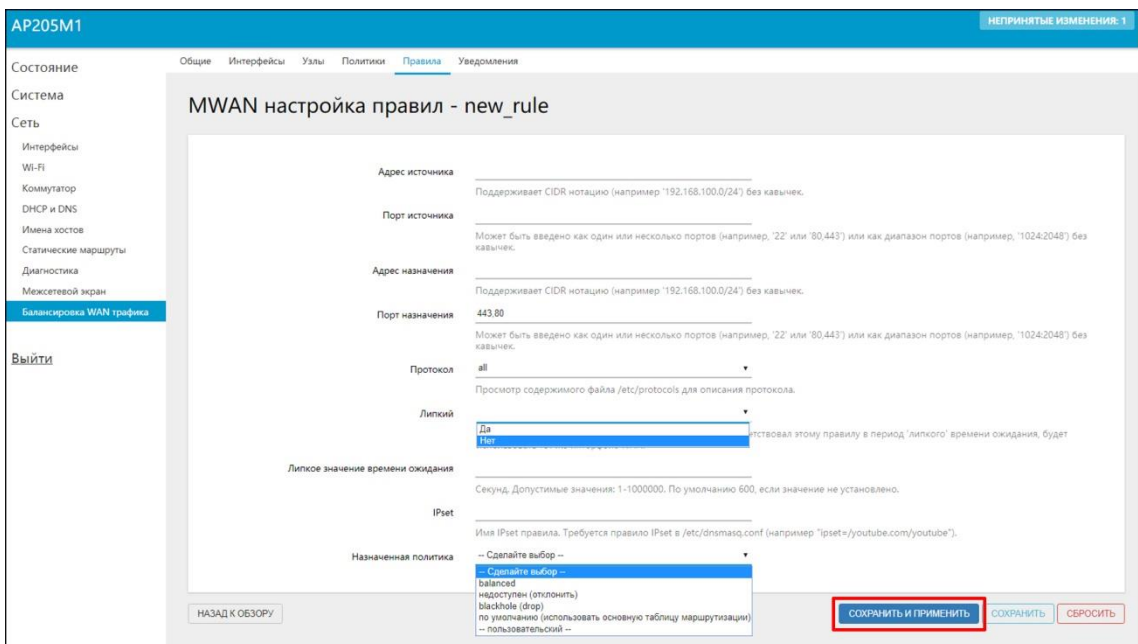 AP205M1
НЕПРИНЯТЫЕ ИЗМЕНЕНИЯ: 1
Состояние
Система
Сеть
Интерфейсы
Wi-Fi
Коммутатор
DHCP и DNS
Имена хостов
Статические маршруты
Диагностика
Межсетевой экран
Балансировка WAN трафика
Выйти
Общие Интерфейсы Узлы Политики Правила Уведомления
MWAN настройка правил - new_rule
Адрес источника
Поддерживает CIDR нотацию (например '192.168.100.0/24') без кавычек.
Порт источника
Может быть введено как один или несколько портов (например, '22' или '80,443') или как диапазон портов (например, '1024:2048') без
кавычек.
Адрес назначения
Поддерживает CIDR нотацию (например '192.168.100.0/24') без кавычек.
Порт назначения 443,80
Может быть введено как один или несколько портов (например, '22' или '80,443') или как диапазон портов (например, '1024:2048') без
кавычек.
Протокол all
Просмотр содержимого файла /etc/protocols для описания протокола.
Липкий
Да
Нет
этому правилу в период 'липкого' времени ожидания, будет
Липкое значение времени ожидания
Секунд. Допустимые значения: 1-1000000. По умолчанию 600, если значение не установлено.
IPset
Имя IPset правила. Требуется правило IPset в /etc/dnsmasq.conf (например "ipset=/youtube.com/youtube").
Назначенная политика -- Сделайте выбор --
-- Сделайте выбор --
balanced
недоступен (отклонить)
blackhole (drop)
по умолчанию (использовать основную таблицу маршрутизации)
-- пользовательский --
НАЗАД К ОБЗОРУ
СОХРАНИТЬ И ПРИМЕНИТЬ СОХРАНИТЬ СБРОСИТЬ